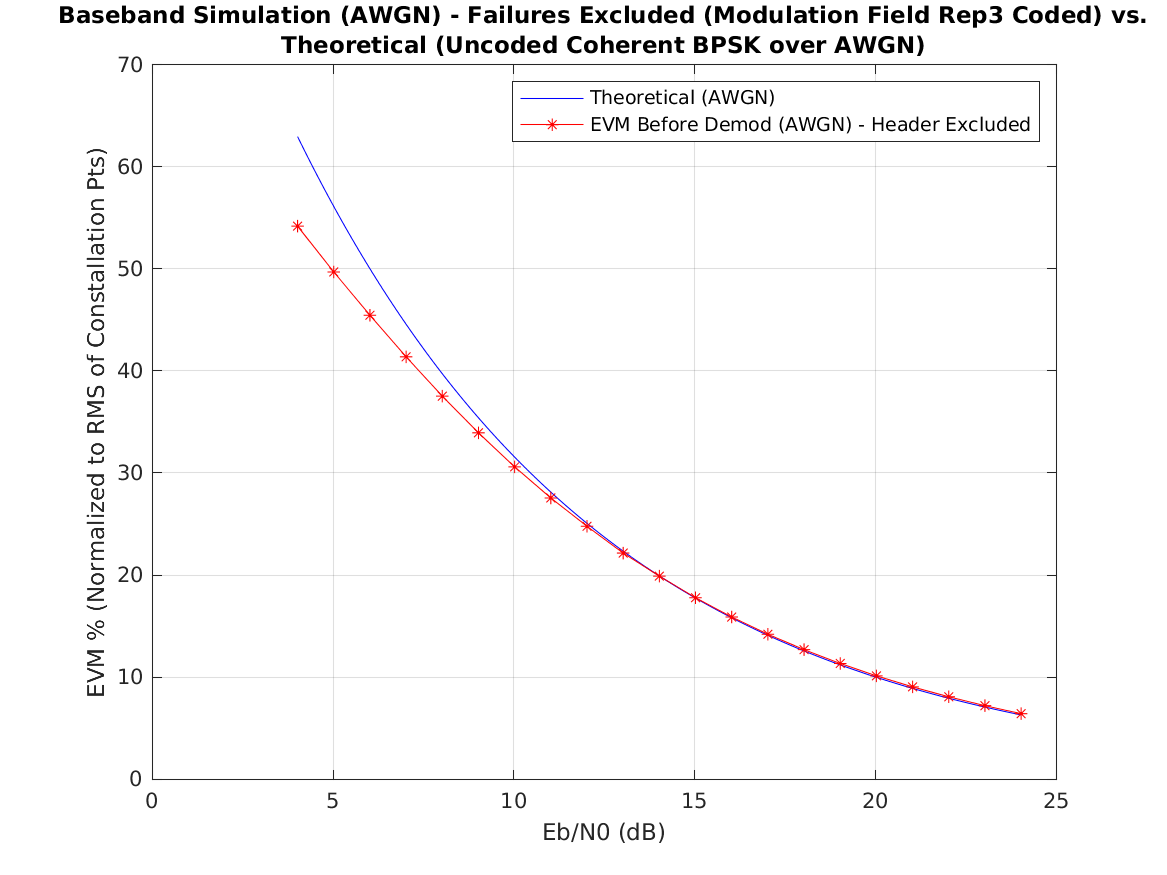 Baseband Simulation (AWGN) - Failures Excluded (Modulation Field Rep3 Coded) vs.
Theoretical (Uncoded Coherent BPSK over AWGN)
Theoretical (AWGN)
EVM Before Demod (AWGN) - Header Excluded
EVM % (Normalized to RMS of Constallation Pts)
70
60
50
40
30
20
10
0
0 5 10 15 20 25
Eb/N0 (dB)